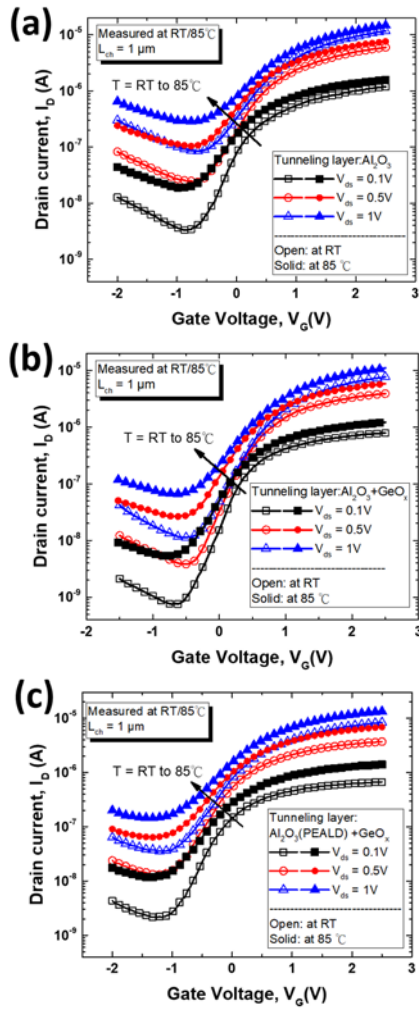 (a)
Measured at RT/85℃
L_ch = 1 μm
T = RT to 85℃
Tunneling layer:Al₂O₃
V_ds = 0.1V
V_ds = 0.5V
V_ds = 1V
Open: at RT
Solid: at 85 ℃
Drain current, I_D (A)
10⁻⁵
10⁻⁶
10⁻⁷
10⁻⁸
10⁻⁹
-2 -1 0 1 2 3
Gate Voltage, V_G(V)
(b)
Measured at RT/85℃
L_ch = 1 μm
T = RT to 85℃
Tunneling layer:Al₂O₃+GeOₓ
V_ds = 0.1V
V_ds = 0.5V
V_ds = 1V
Open: at RT
Solid: at 85 ℃
Drain current, I_D (A)
10⁻⁵
10⁻⁶
10⁻⁷
10⁻⁸
10⁻⁹
-2 -1 0 1 2 3
Gate Voltage, V_G(V)
(c)
Measured at RT/85℃
L_ch = 1 μm
T = RT to 85℃
Tunneling layer:
Al₂O₃(PEALD) +GeOₓ
V_ds = 0.1V
V_ds = 0.5V
V_ds = 1V
Open: at RT
Solid: at 85 ℃
Drain current, I_D (A)
10⁻⁵
10⁻⁶
10⁻⁷
10⁻⁸
10⁻⁹
-2 -1 0 1 2 3
Gate Voltage, V_G(V)